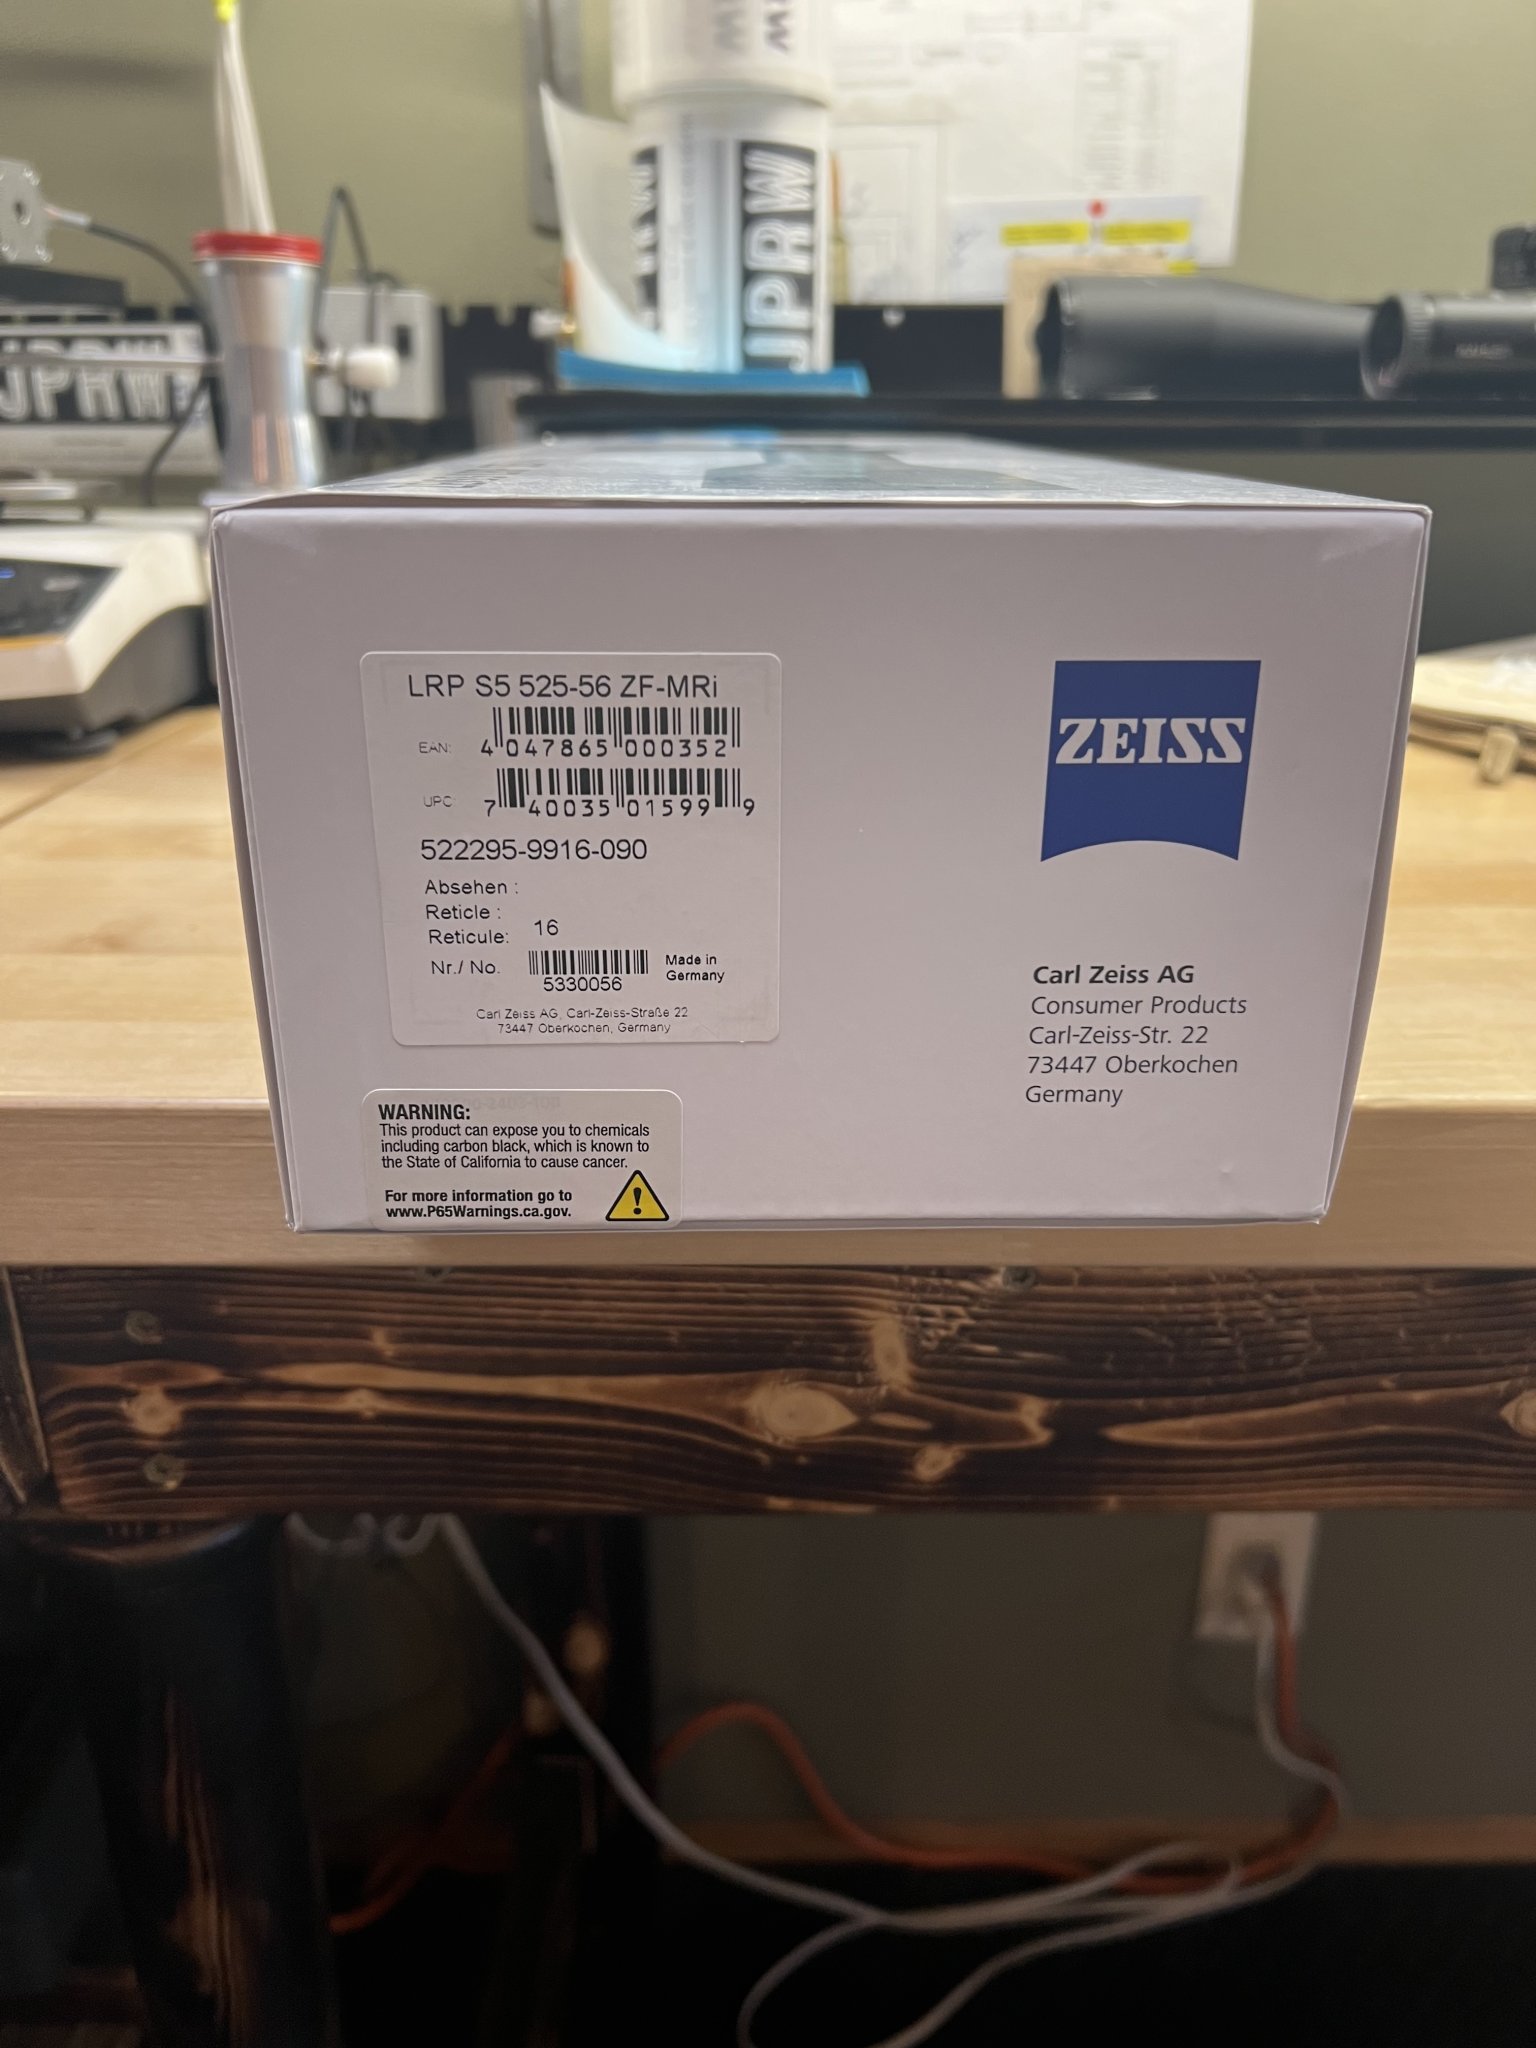 JPRW
JPRW
LRP S5 525-56 ZF-MRi
EAN: 4 047865 000352
UPC: 7 40035 01599 9
522295-9916-090
Absehen :
Reticle :
Reticule: 16
Nr./ No. 5330056
Made in
Germany
Carl Zeiss AG, Carl-Zeiss-Straße 22
73447 Oberkochen, Germany
WARNING:
This product can expose you to chemicals
including carbon black, which is known to
the State of California to cause cancer.
For more information go to
www.P65Warnings.ca.gov.
ZEISS
Carl Zeiss AG
Consumer Products
Carl-Zeiss-Str. 22
73447 Oberkochen
Germany